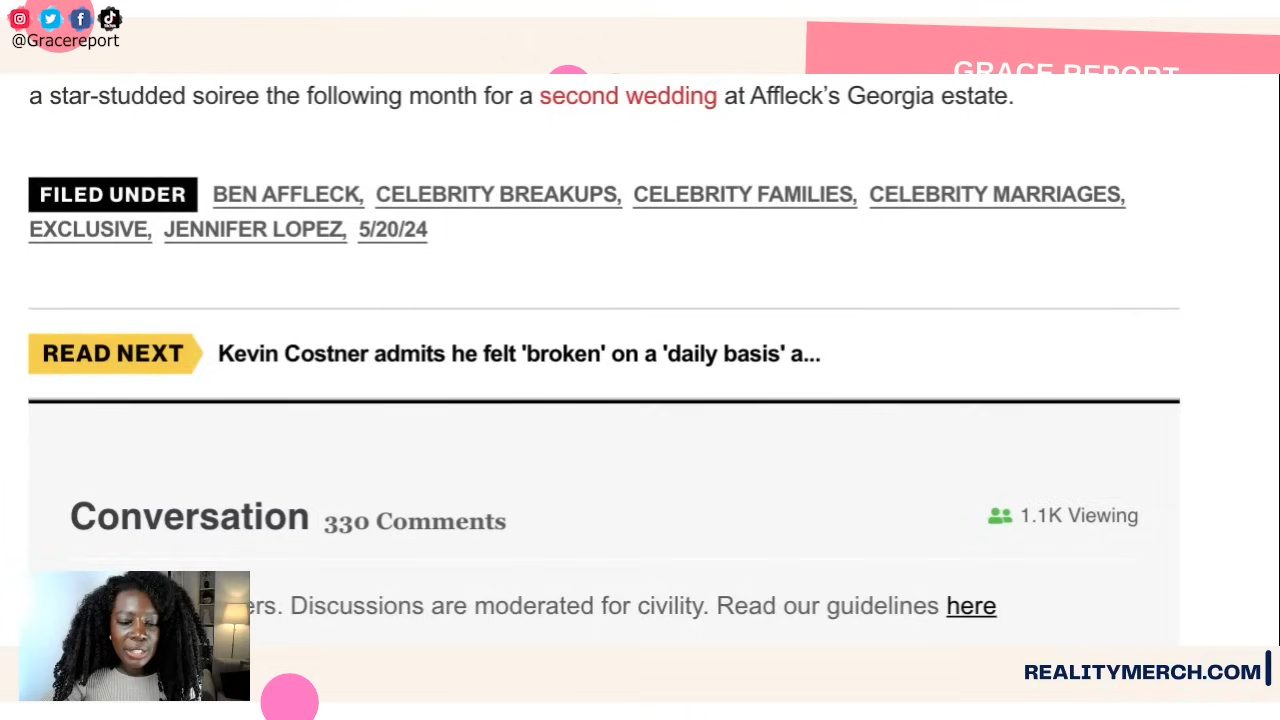 @Gracereport
GRACE REPORT
a star-studded soiree the following month for a second wedding at Affleck’s Georgia estate.
FILED UNDER BEN AFFLECK, CELEBRITY BREAKUPS, CELEBRITY FAMILIES, CELEBRITY MARRIAGES,
EXCLUSIVE, JENNIFER LOPEZ, 5/20/24
READ NEXT Kevin Costner admits he felt 'broken' on a 'daily basis' a...
Conversation 330 Comments
1.1K Viewing
ers. Discussions are moderated for civility. Read our guidelines here
REALITYMERCH.COM